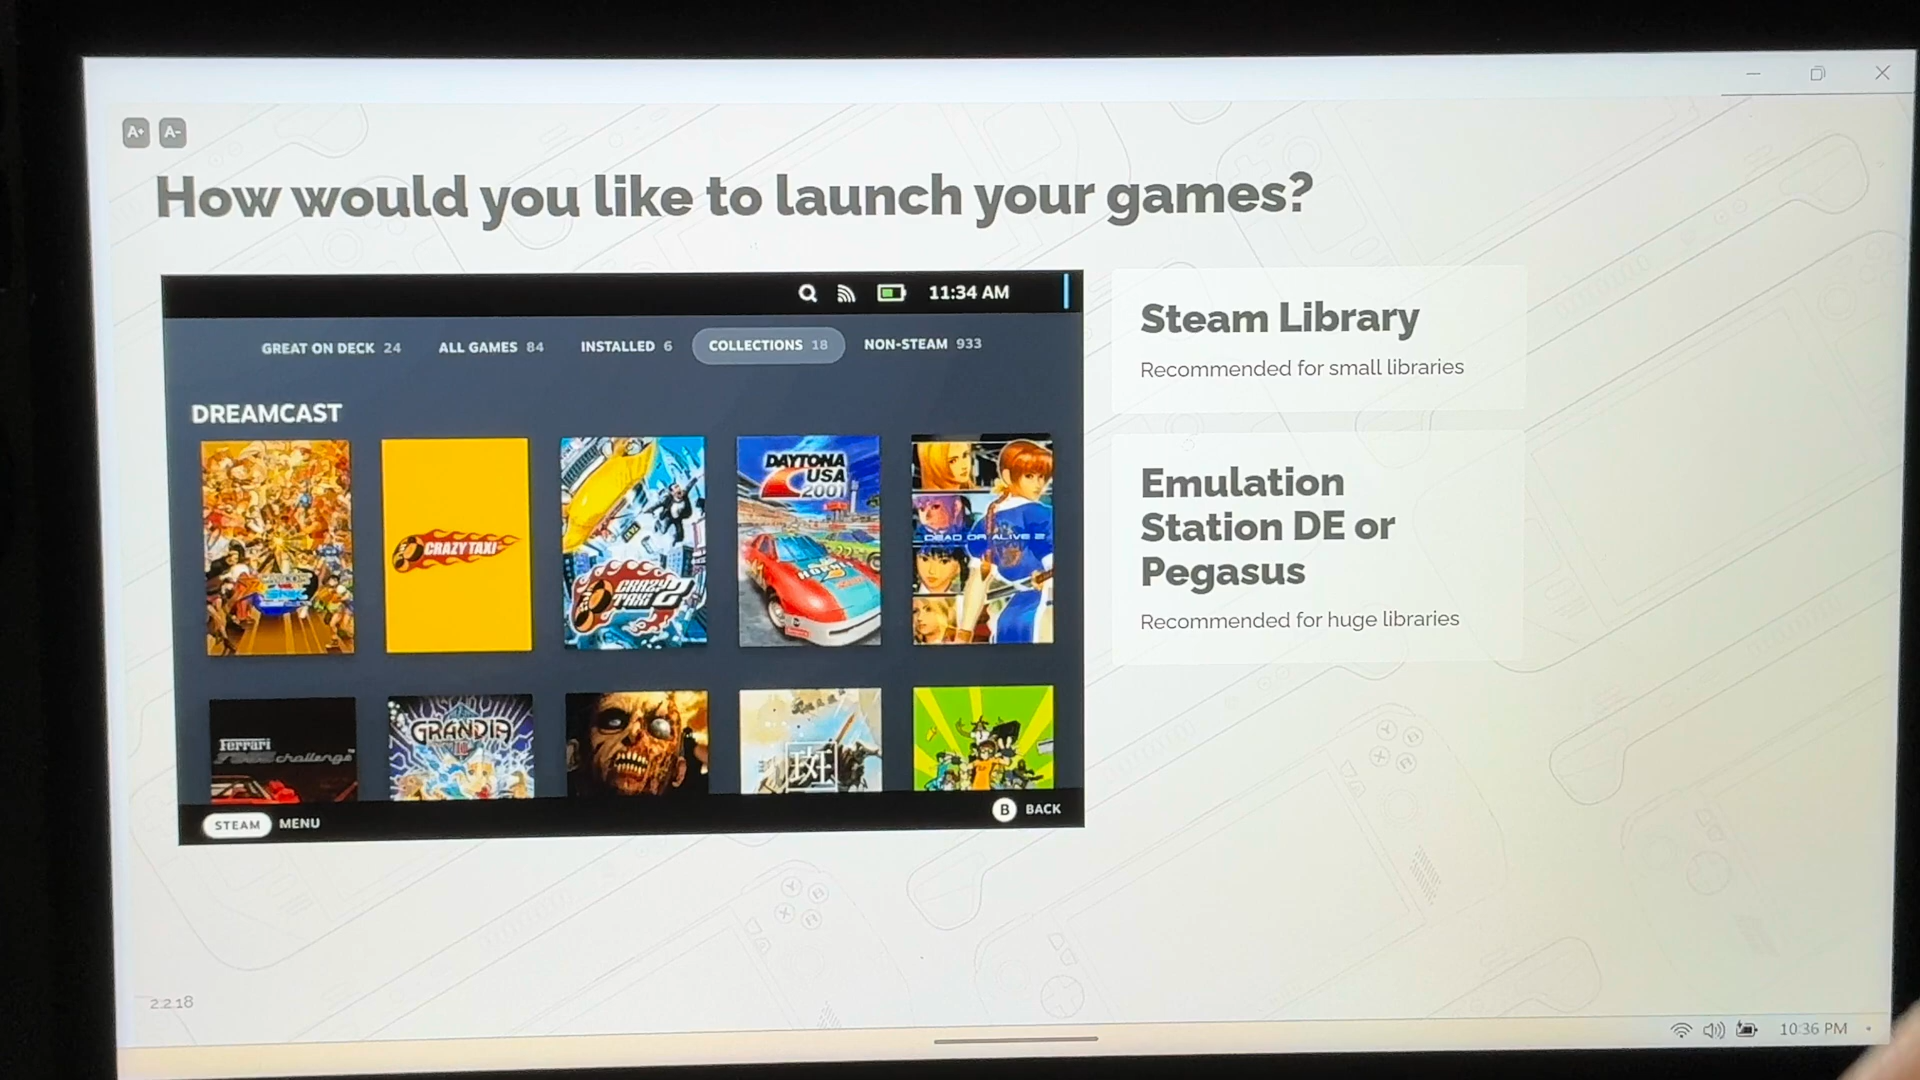 A+ A-
How would you like to launch your games?
11:34 AM
GREAT ON DECK 24 ALL GAMES 84 INSTALLED 6 COLLECTIONS 18 NON-STEAM 933
DREAMCAST
CRAZY TAXI
CRAZY TAXI 2
DAYTONA USA 2001
DEAD OR ALIVE 2
Ferrari
challenge
GRANDIA II
STEAM MENU
B BACK
Steam Library
Recommended for small libraries
Emulation
Station DE or
Pegasus
Recommended for huge libraries
2.2.18
10:36 PM